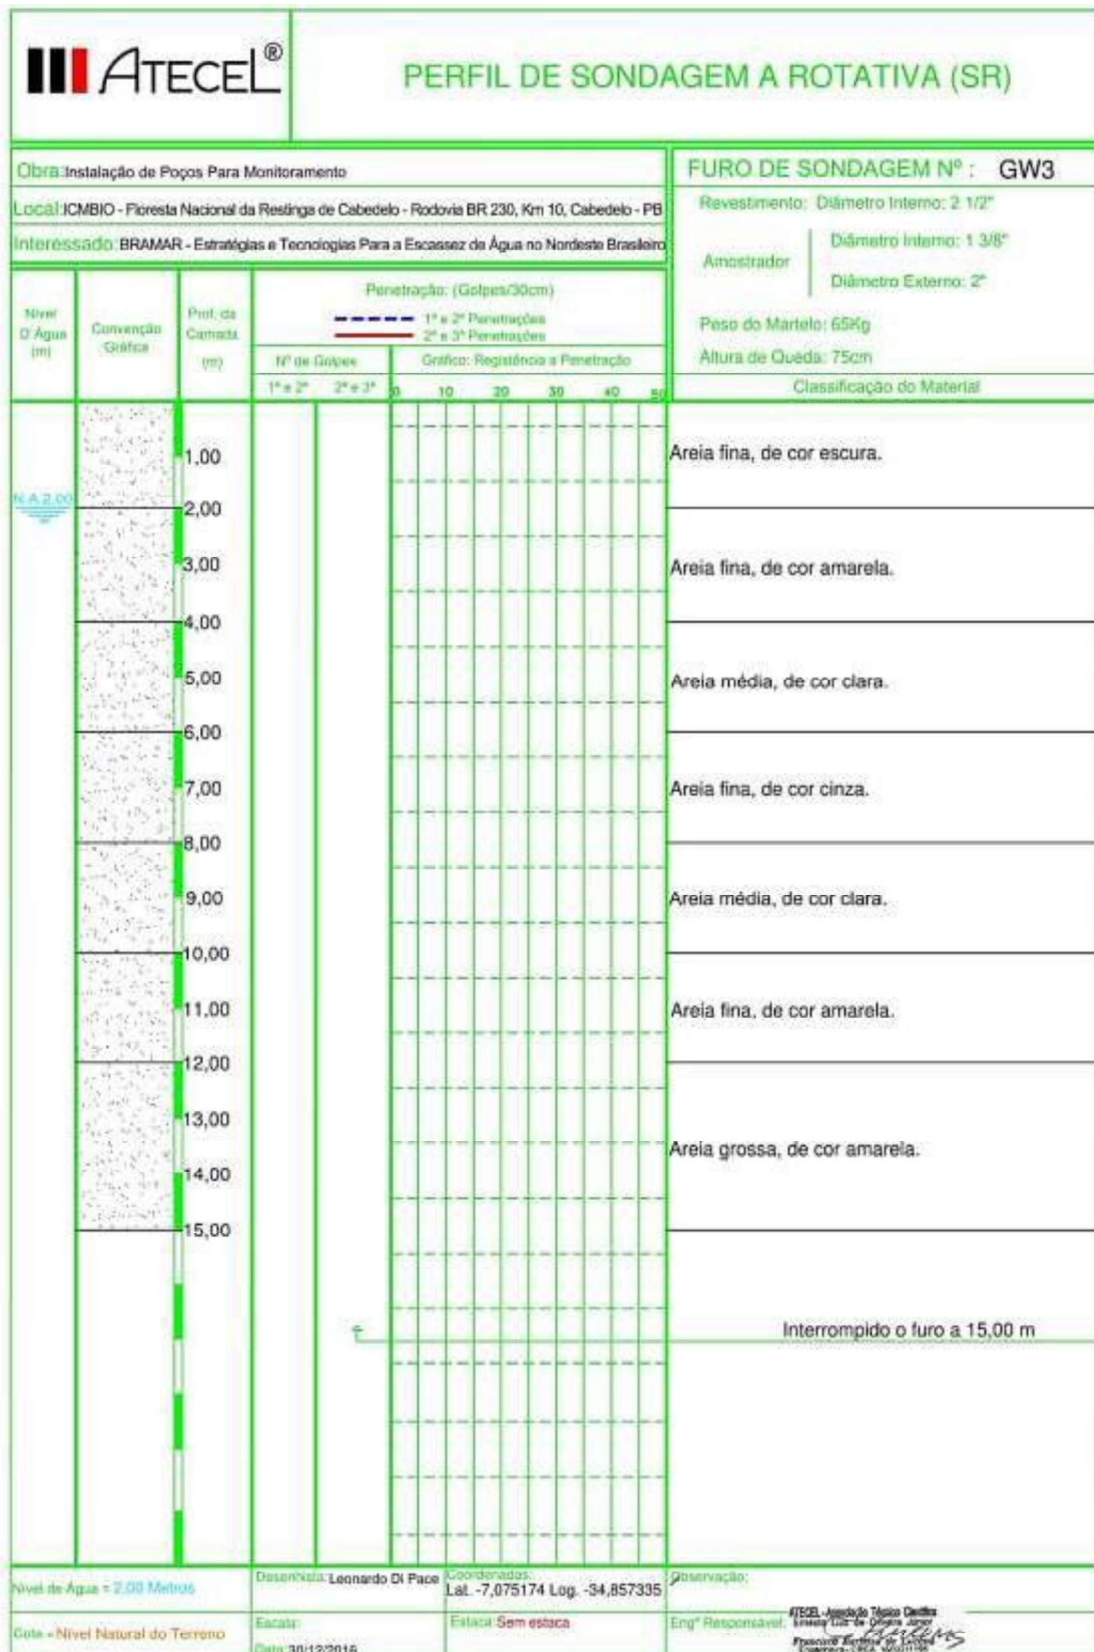 ATECEL®
PERFIL DE SONDAGEM A ROTATIVA (SR)
Obra: Instalação de Poços Para Monitoramento
Local: ICMBIO - Floresta Nacional da Restinga de Cabedelo - Rodovia BR 230, Km 10, Cabedelo - PB
Interessado: BRAMAR - Estratégias e Tecnologias Para a Escassez de Água no Nordeste Brasileiro
FURO DE SONDAGEM Nº : GW3
Revestimento: Diâmetro Interno: 2 1/2"
Amostrador
Diâmetro Interno: 1 3/8"
Diâmetro Externo: 2"
Peso do Martelo: 65Kg
Altura de Queda: 75cm
Classificação do Material
Nível
D'Água
(m)
Convenção
Gráfica
Prof. da
Camada
(m)
Penetração: (Golpes/30cm)
1ª e 2ª Penetrações
2ª e 3ª Penetrações
Nº de Golpes
Gráfico: Resistência a Penetração
1ª e 2ª 2ª e 3ª
0 10 20 30 40 50
N.A 2.00
1,00
Areia fina, de cor escura.
2,00
3,00
Areia fina, de cor amarela.
4,00
5,00
Areia média, de cor clara.
6,00
7,00
Areia fina, de cor cinza.
8,00
9,00
Areia média, de cor clara.
10,00
11,00
Areia fina, de cor amarela.
12,00
13,00
Areia grossa, de cor amarela.
14,00
15,00
Interrompido o furo a 15,00 m
Nível de Água = 2,00 Metros
Desenhista: Leonardo Di Pace
Coordenadas:
Lat. -7,075174 Log. -34,857335
Observação:
Cota = Nível Natural do Terreno
Escala:
Data: 30/12/2016
Estaca: Sem estaca
Engº Responsável:
ATECEL - Associação Técnico Científica